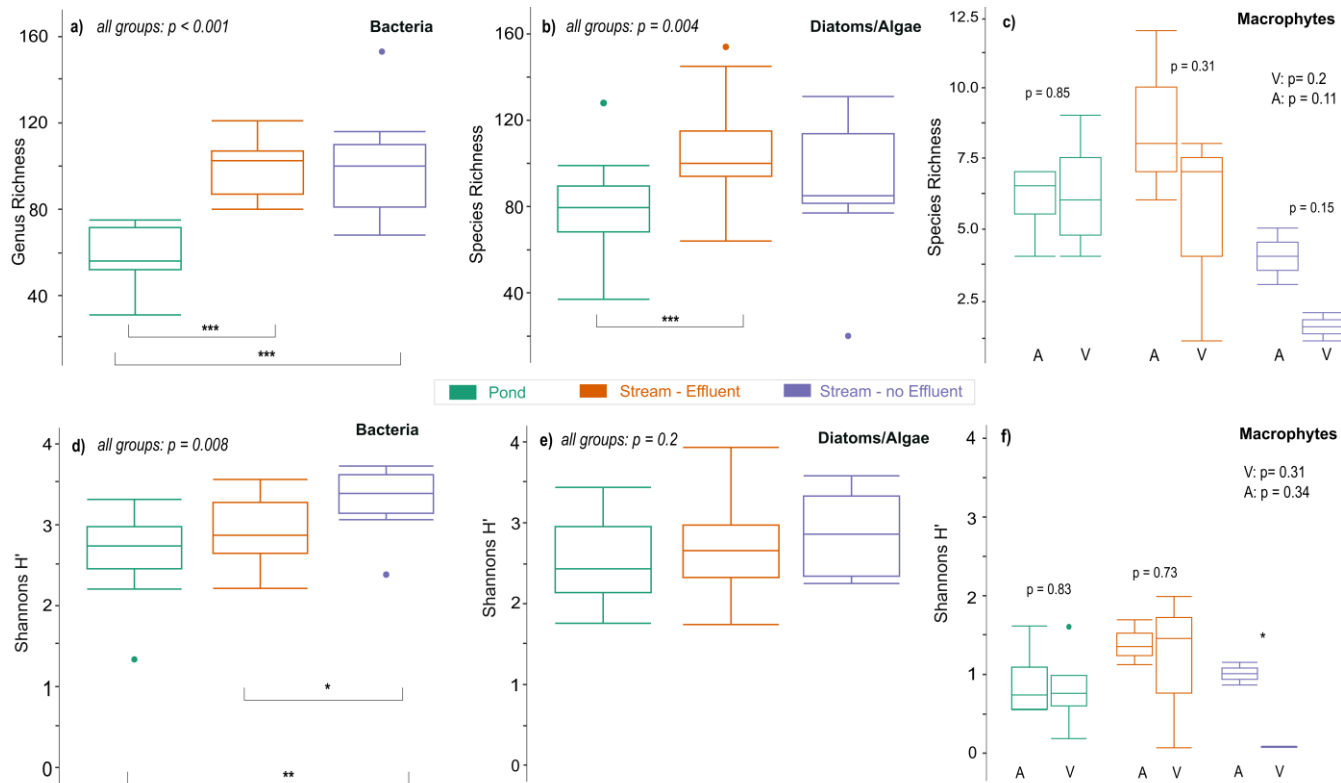 a) all groups: p < 0.001 Bacteria
Genus Richness
160
120
80
40
***
***
b) all groups: p = 0.004 Diatoms/Algae
Species Richness
160
120
80
40
***
c) Macrophytes
Species Richness
12.5
10.0
7.5
5.0
2.5
p = 0.85
p = 0.31
V: p= 0.2
A: p = 0.11
p = 0.15
A V A V A V
Pond Stream - Effluent Stream - no Effluent
d) all groups: p = 0.008 Bacteria
Shannons H'
4
3
2
1
0
*
**
e) all groups: p = 0.2 Diatoms/Algae
Shannons H'
4
3
2
1
0
f) Macrophytes
Shannons H'
4
3
2
1
0
V: p= 0.31
A: p = 0.34
p = 0.83
p = 0.73
*
A V A V A V